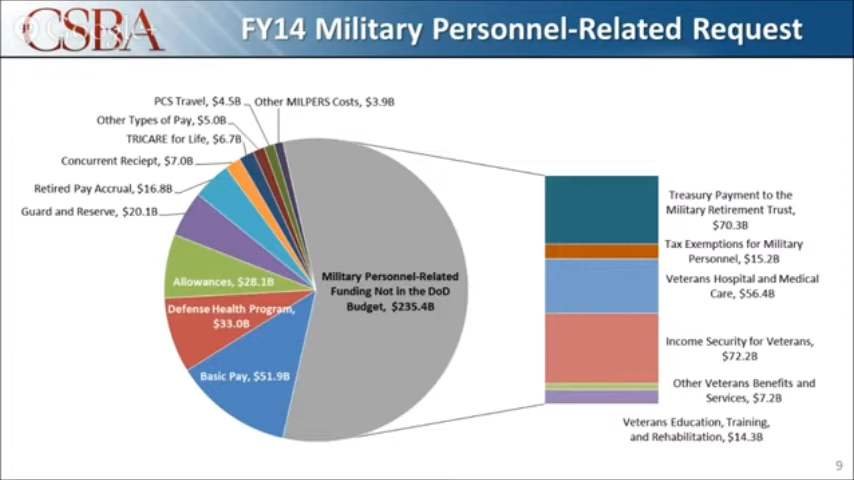 CSBA
Google+
FY14 Military Personnel-Related Request
PCS Travel, $4.5B
Other MILPERS Costs, $3.9B
Other Types of Pay, $5.0B
TRICARE for Life, $6.7B
Concurrent Reciept, $7.0B
Retired Pay Accrual, $16.8B
Guard and Reserve, $20.1B
Allowances, $28.1B
Defense Health Program,
$33.0B
Basic Pay, $51.9B
Military Personnel-Related
Funding Not in the DoD
Budget, $235.4B
Treasury Payment to the
Military Retirement Trust,
$70.3B
Tax Exemptions for Military
Personnel, $15.2B
Veterans Hospital and Medical
Care, $56.4B
Income Security for Veterans,
$72.2B
Other Veterans Benefits and
Services, $7.2B
Veterans Education, Training,
and Rehabilitation, $14.3B
9